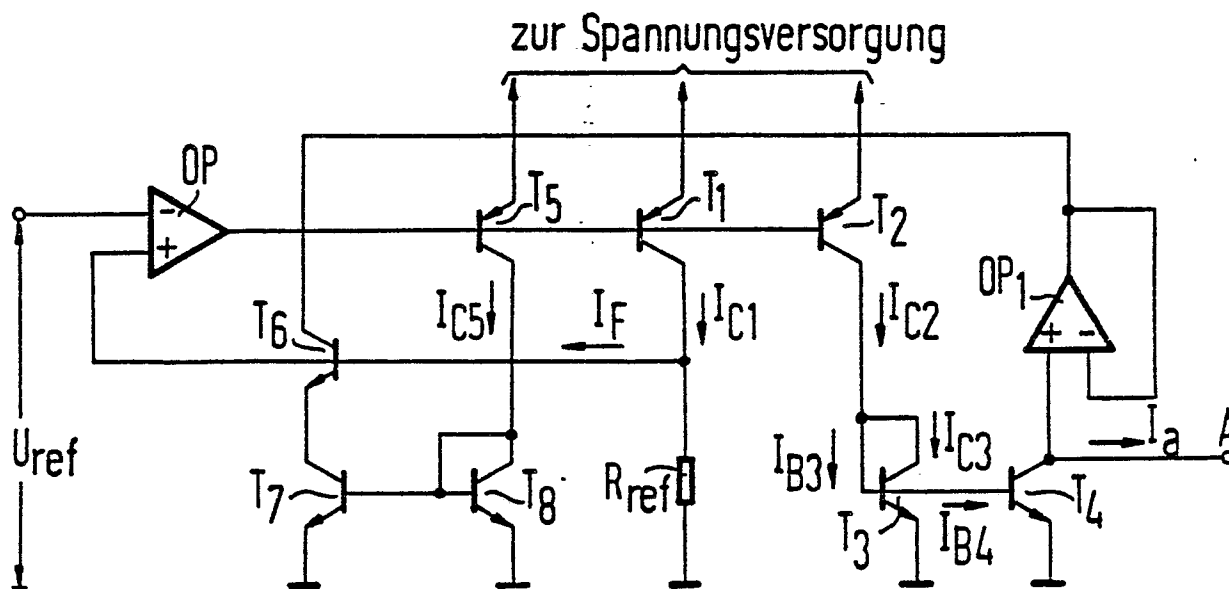 zur Spannungsversorgung
OP
-
+
T5
T1
T2
OP1
+ -
IC5
IF
IC1
IC2
T6
Uref
Ia
A
IB3
IC3
T7
T8
Rref
T3
IB4
T4